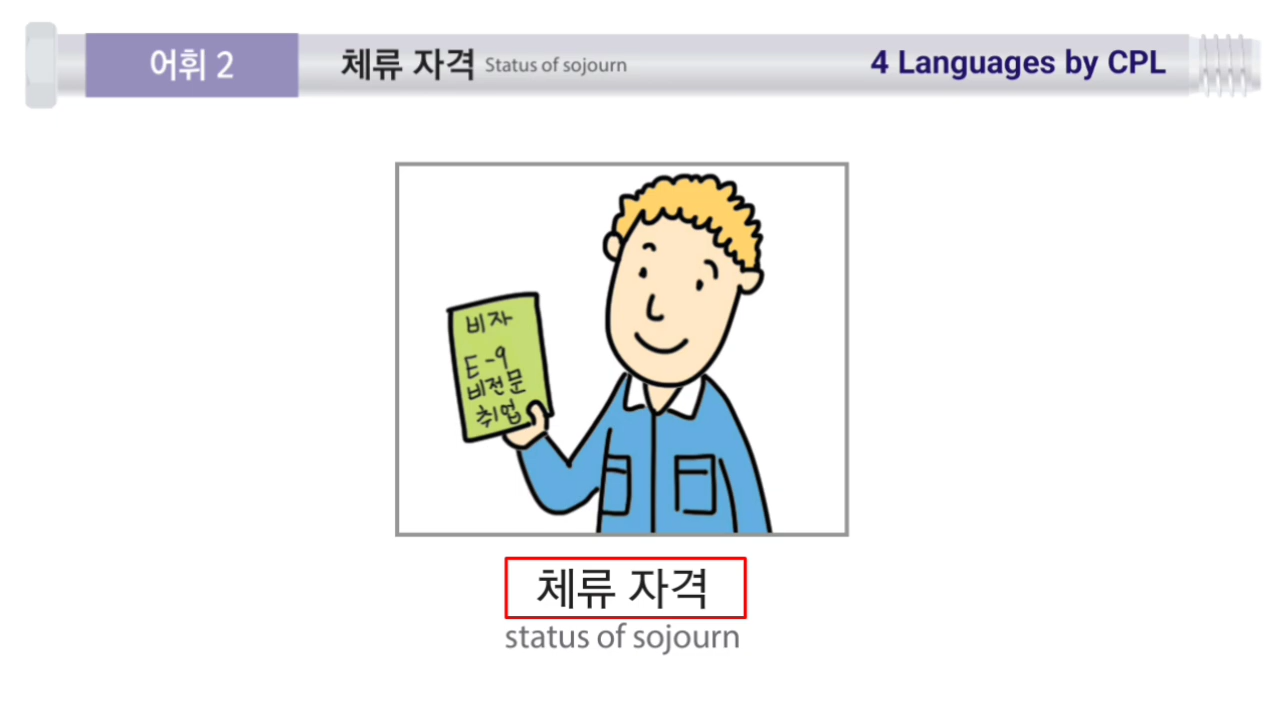 어휘 2
체류 자격 Status of sojourn
4 Languages by CPL
비자
E-9
비전문
취업
체류 자격
status of sojourn